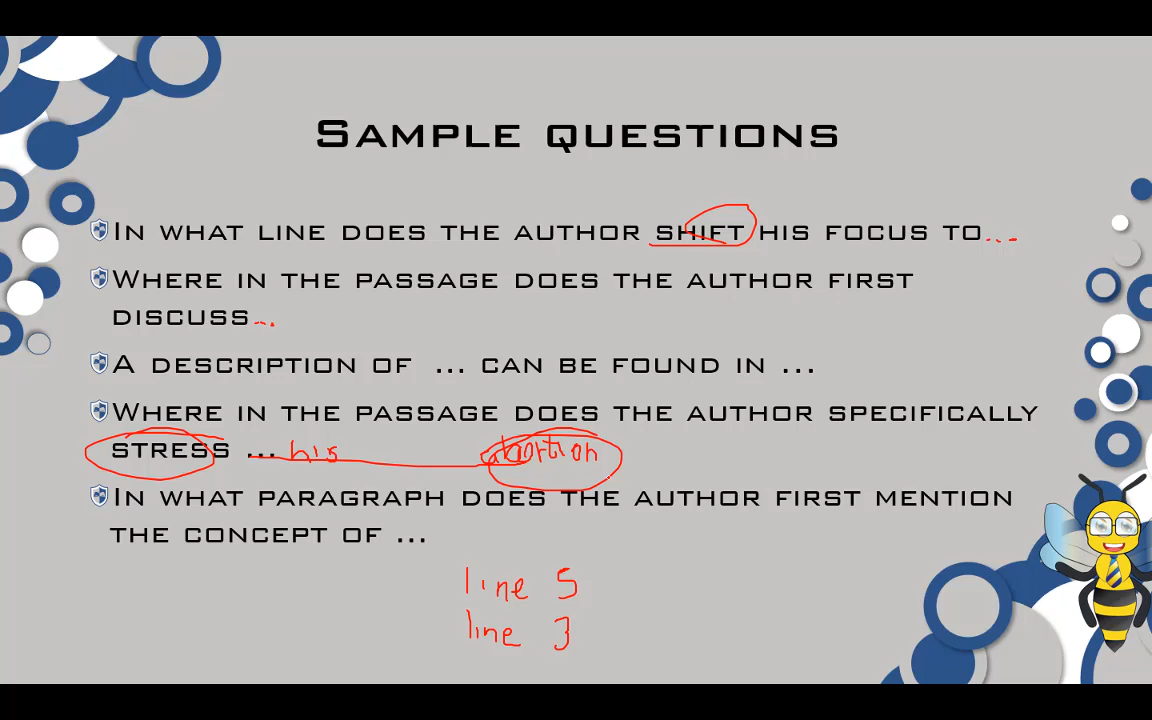 Sample questions
In what line does the author shift his focus to...
Where in the passage does the author first
discuss...
A description of ... can be found in ...
Where in the passage does the author specifically
stress ... his abortion
In what paragraph does the author first mention
the concept of ...
line 5
line 3